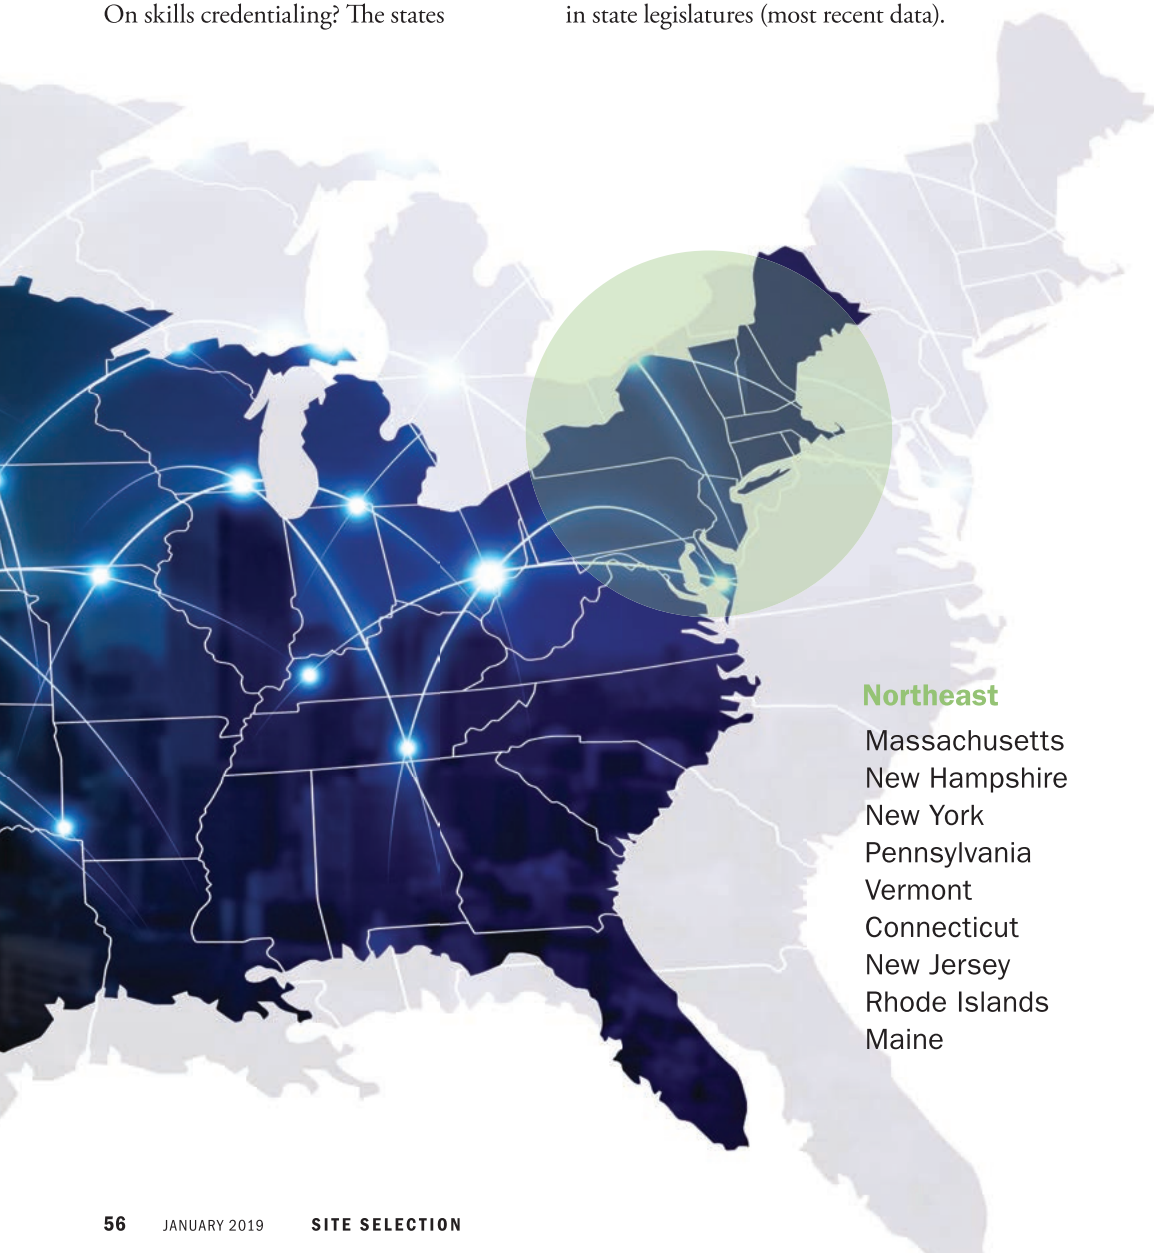 On skills credentialing? The states
in state legislatures (most recent data).
Northeast
Massachusetts
New Hampshire
New York
Pennsylvania
Vermont
Connecticut
New Jersey
Rhode Islands
Maine
56 JANUARY 2019 SITE SELECTION